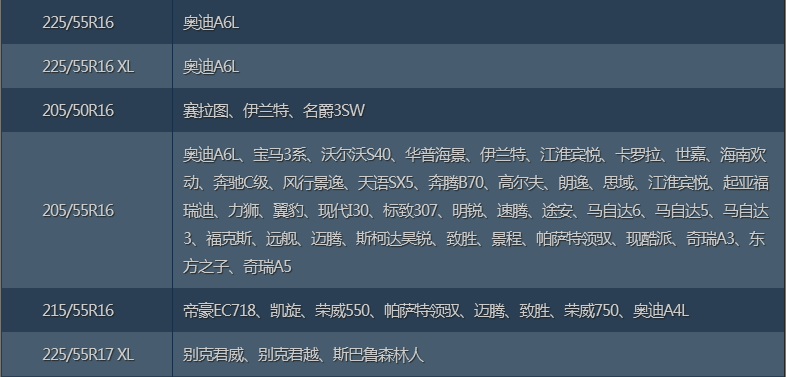 225/55R16 奥迪A6L
225/55R16 XL 奥迪A6L
205/50R16 赛拉图、伊兰特、名爵3SW
205/55R16
奥迪A6L、宝马3系、沃尔沃S40、华普海景、伊兰特、江淮宾悦、卡罗拉、世嘉、海南欢
动、奔驰C级、风行景逸、天语SX5、奔腾B70、高尔夫、朗逸、思域、江淮宾悦、起亚福
瑞迪、力狮、翼豹、现代I30、标致307、明锐、速腾、途安、马自达6、马自达5、马自达
3、福克斯、远舰、迈腾、斯柯达昊锐、致胜、景程、帕萨特领驭、现酷派、奇瑞A3、东
方之子、奇瑞A5
215/55R16 帝豪EC718、凯旋、荣威550、帕萨特领驭、迈腾、致胜、荣威750、奥迪A4L
225/55R17 XL 别克君威、别克君越、斯巴鲁森林人